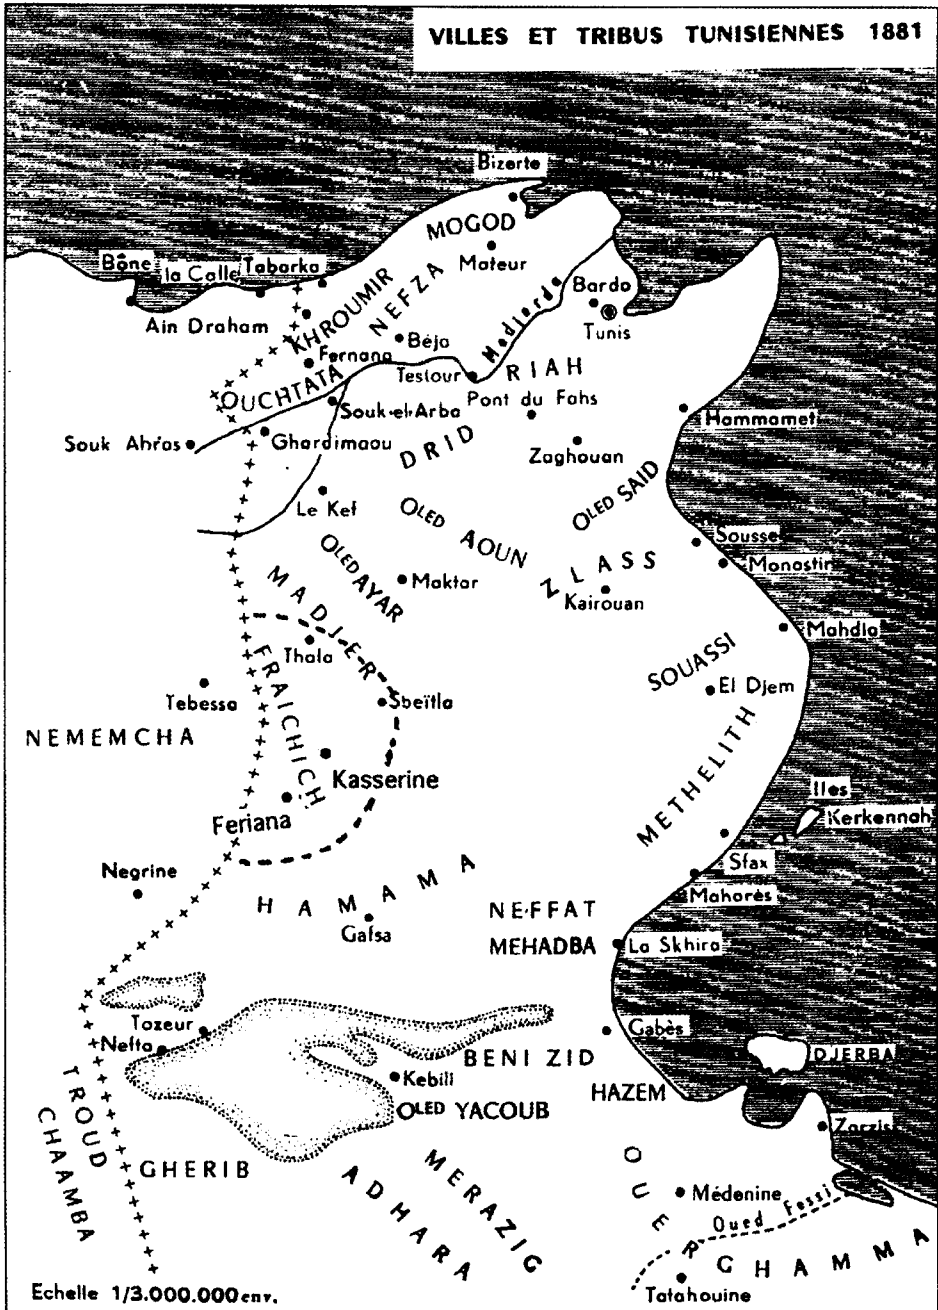 VILLES ET TRIBUS TUNISIENNES 1881
Bizerte
MOGOD
Mateur
Bône
la Calle
Tabarka
NEFZA
KHROUMIR
Medjerda
Bardo
Tunis
Ain Draham
Béja
Fernana
Testour
RIAH
OUCHTATA
Souk-el-Arba
Pont du Fahs
Hammamet
Souk Ahras
Ghardimaou
DRID
Zaghouan
Le Kef
OLED AOUN
OLED SAID
Sousse
OLED AYAR
ZLASS
Monastir
MADJER
Maktar
Kairouan
Mahdia
Thala
SOUASSI
FRAICHICH
Tebessa
Sbeïtla
El Djem
NEMEMCHA
Kasserine
METHELITH
Feriana
Iles
Kerkennah
Negrine
Sfax
HAMAMA
Maharès
NEFFAT
Gafsa
MEHADBA
La Skhira
Tozeur
Nefta
Gabès
BENI ZID
DJERBA
Kebili
HAZEM
OLED YACOUB
TROUD
CHAAMBA
Zarzis
GHERIB
MERAZIG
ADHARA
OUERGHAMMA
Médenine
Oued Fessi
Tatahouine
Echelle 1/3.000.000 env.